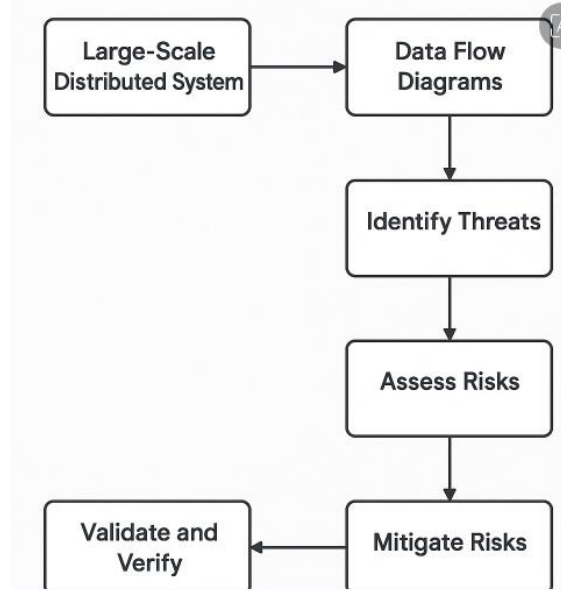 Large-Scale
Distributed System
Data Flow
Diagrams
Identify Threats
Assess Risks
Mitigate Risks
Validate and
Verify